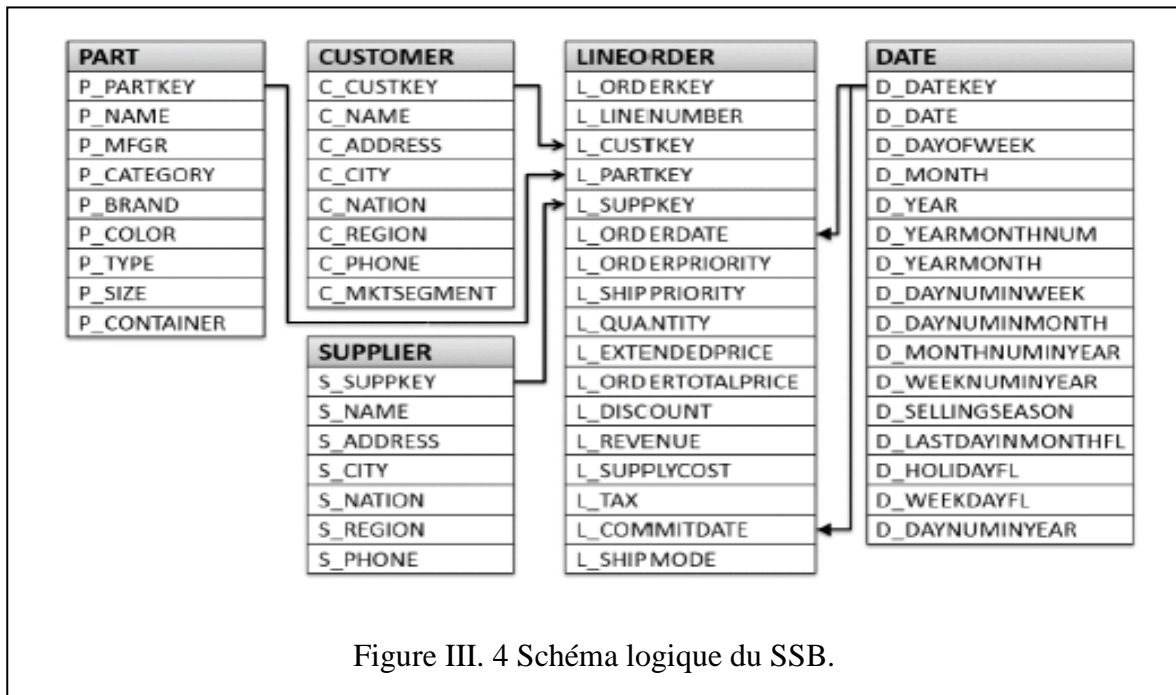 PART
P_PARTKEY
P_NAME
P_MFGR
P_CATEGORY
P_BRAND
P_COLOR
P_TYPE
P_SIZE
P_CONTAINER
CUSTOMER
C_CUSTKEY
C_NAME
C_ADDRESS
C_CITY
C_NATION
C_REGION
C_PHONE
C_MKTSEGMENT
SUPPLIER
S_SUPPKEY
S_NAME
S_ADDRESS
S_CITY
S_NATION
S_REGION
S_PHONE
LINEORDER
L_ORDERKEY
L_LINENUMBER
L_CUSTKEY
L_PARTKEY
L_SUPPKEY
L_ORDERDATE
L_ORDERPRIORITY
L_SHIPPRIORITY
L_QUANTITY
L_EXTENDEDPRICE
L_ORDERTOTALPRICE
L_DISCOUNT
L_REVENUE
L_SUPPLYCOST
L_TAX
L_COMMITDATE
L_SHIPMODE
DATE
D_DATEKEY
D_DATE
D_DAYOFWEEK
D_MONTH
D_YEAR
D_YEARMONTHNUM
D_YEARMONTH
D_DAYNUMINWEEK
D_DAYNUMINMONTH
D_MONTHNUMINYEAR
D_WEEKNUMINYEAR
D_SELLINGSEASON
D_LASTDAYINMONTHFL
D_HOLIDAYFL
D_WEEKDAYFL
D_DAYNUMINYEAR
Figure III. 4 Schéma logique du SSB.